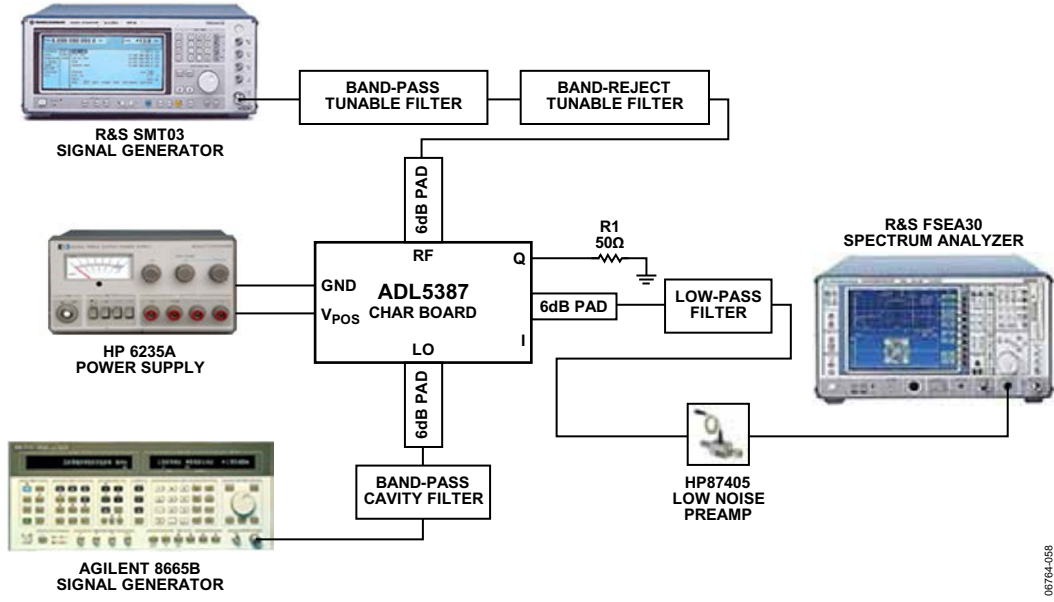 BAND-PASS
TUNABLE FILTER
BAND-REJECT
TUNABLE FILTER
R&S SMT03
SIGNAL GENERATOR
6dB PAD
R&S FSEA30
SPECTRUM ANALYZER
R1
50Ω
RF
Q
GND
ADL5387
CHAR BOARD
VPOS
6dB PAD
LOW-PASS
FILTER
I
LO
HP 6235A
POWER SUPPLY
6dB PAD
BAND-PASS
CAVITY FILTER
HP87405
LOW NOISE
PREAMP
AGILENT 8665B
SIGNAL GENERATOR
06764-058